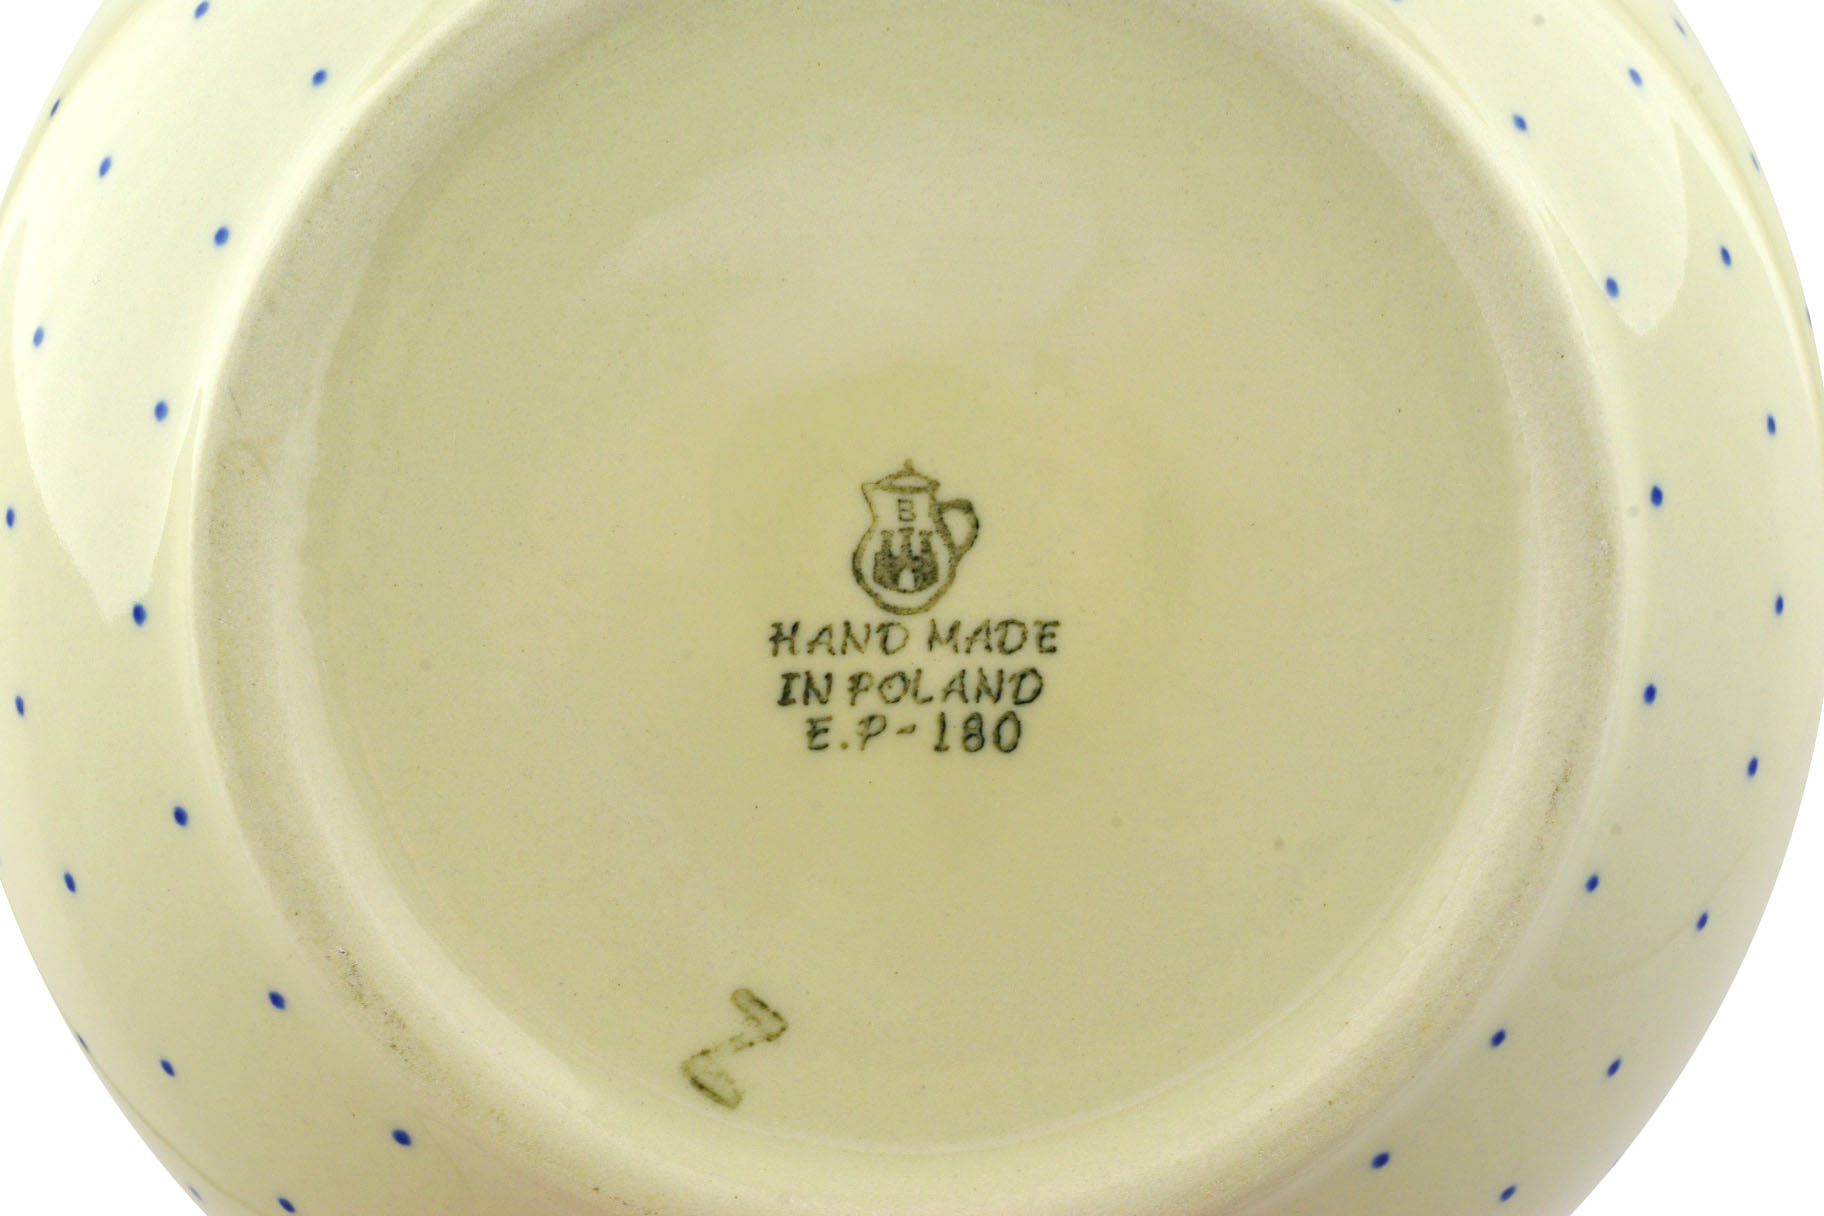 B
HAND MADE
IN POLAND
E.P-180
Z